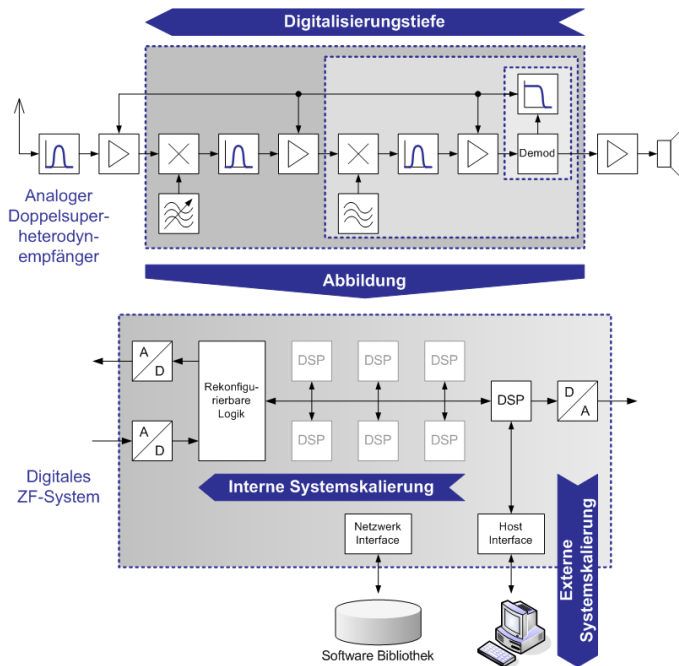 Digitalisierungstiefe
Demod
Analoger
Doppelsuper-
heterodyn-
empfänger
Abbildung
A
D
Rekonfigu-
rierbare
Logik
DSP
DSP
DSP
DSP
D
A
A
D
DSP
DSP
DSP
Digitales
ZF-System
Interne Systemskalierung
Netzwerk
Interface
Host
Interface
Externe
Systemskalierung
Software Bibliothek